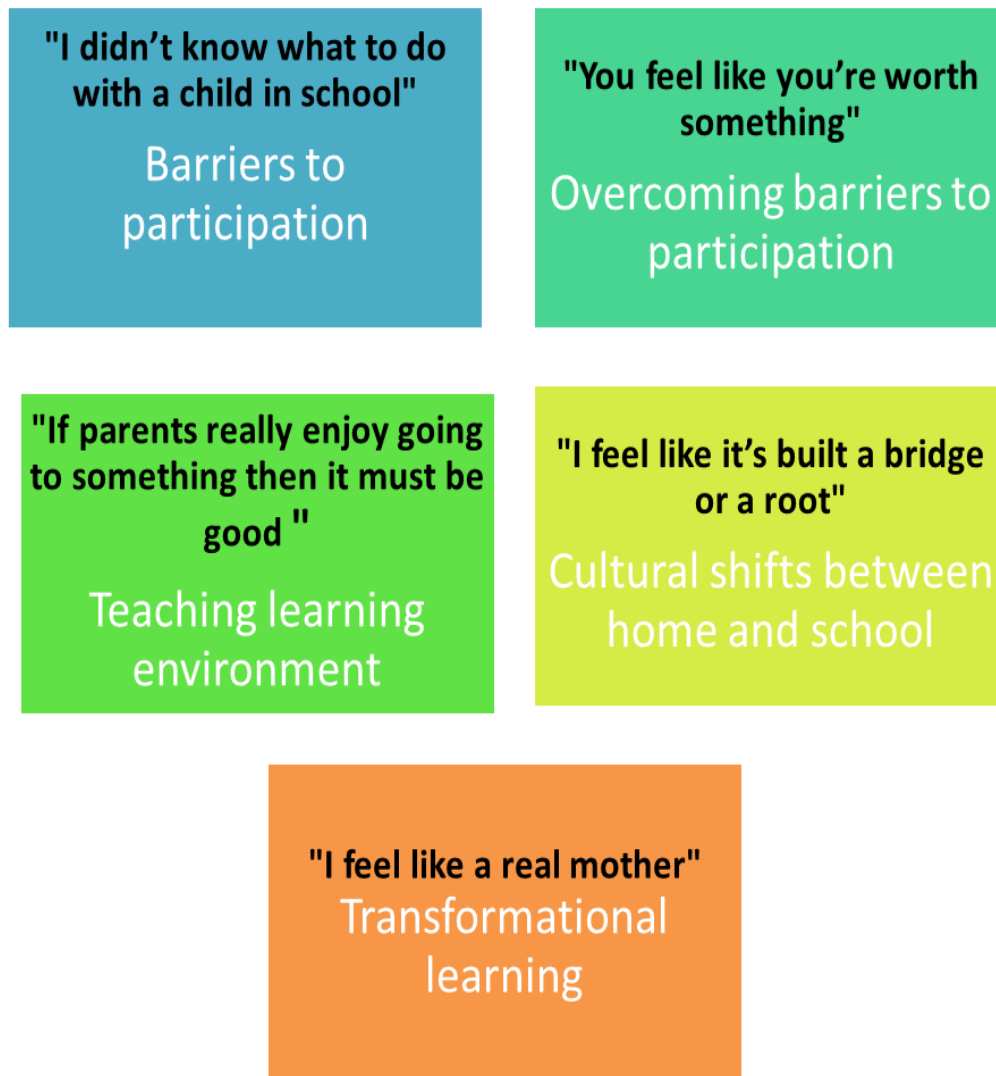 "I didn’t know what to do
with a child in school"
Barriers to
participation
"You feel like you’re worth
something"
Overcoming barriers to
participation
"If parents really enjoy going
to something then it must be
good "
Teaching learning
environment
"I feel like it’s built a bridge
or a root"
Cultural shifts between
home and school
"I feel like a real mother"
Transformational
learning